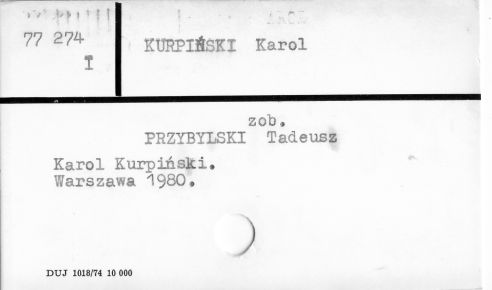 77 274
I
KURPIŃSKI Karol
zob.
PRZYBYLSKI Tadeusz
Karol Kurpiński.
Warszawa 1980.
DUJ 1018/74 10 000